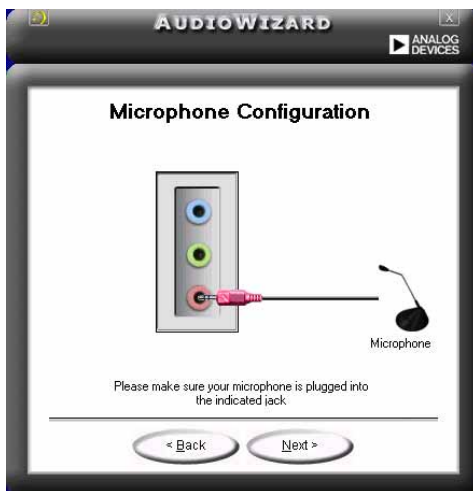 AUDIOWIZARD
X
ANALOG
DEVICES
Microphone Configuration
Microphone
Please make sure your microphone is plugged into
the indicated jack
< Back
Next >